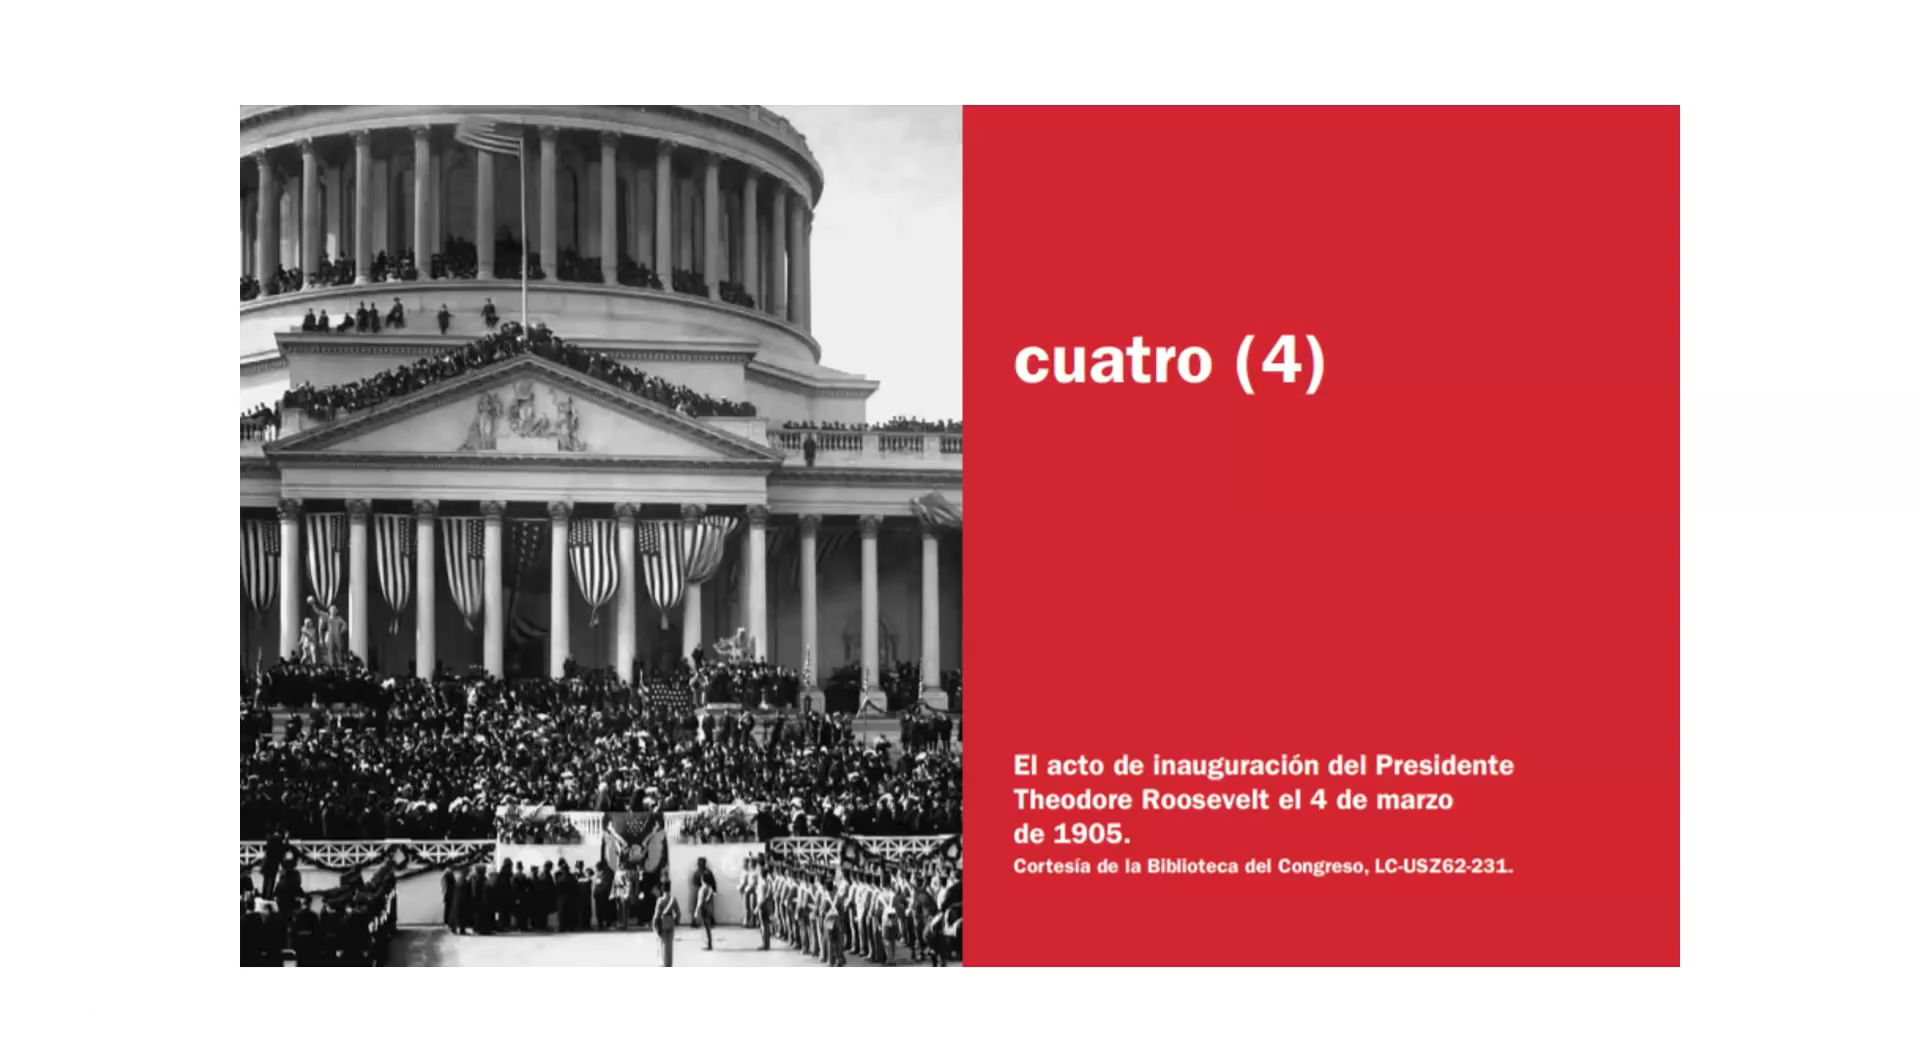 cuatro (4)
El acto de inauguración del Presidente
Theodore Roosevelt el 4 de marzo
de 1905.
Cortesía de la Biblioteca del Congreso, LC-USZ62-231.